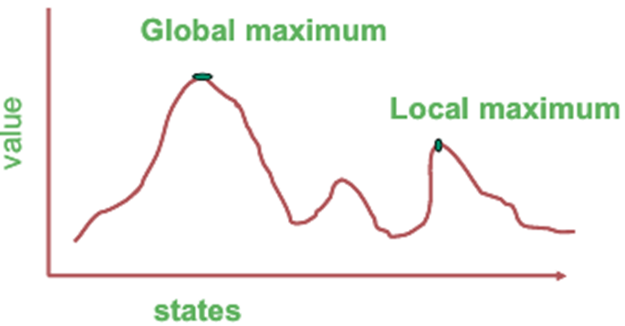 Global maximum
Local maximum
value
states